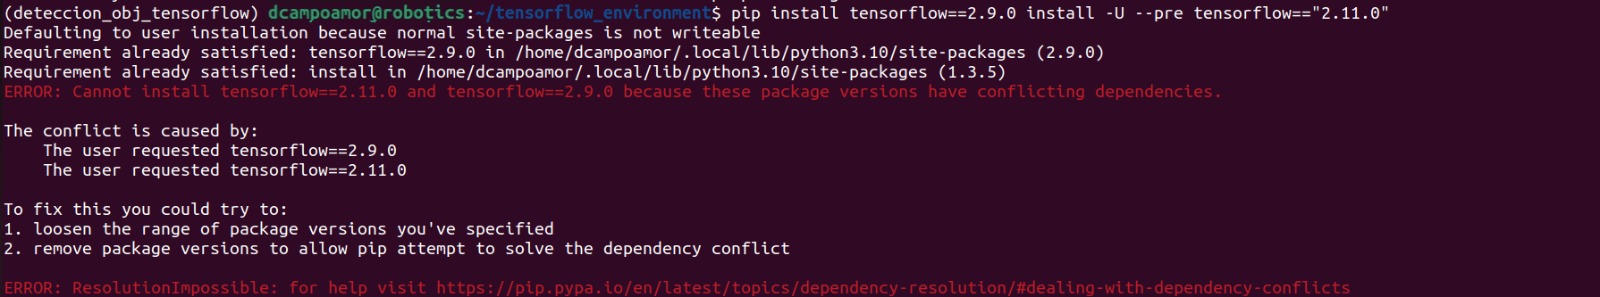 (deteccion_obj_tensorflow) dcampoamor@robotics:~/tensorflow_environment$ pip install tensorflow==2.9.0 install -U --pre tensorflow=="2.11.0"
Defaulting to user installation because normal site-packages is not writeable
Requirement already satisfied: tensorflow==2.9.0 in /home/dcampoamor/.local/lib/python3.10/site-packages (2.9.0)
Requirement already satisfied: install in /home/dcampoamor/.local/lib/python3.10/site-packages (1.3.5)
ERROR: Cannot install tensorflow==2.11.0 and tensorflow==2.9.0 because these package versions have conflicting dependencies.
The conflict is caused by:
The user requested tensorflow==2.9.0
The user requested tensorflow==2.11.0
To fix this you could try to:
1. loosen the range of package versions you've specified
2. remove package versions to allow pip attempt to solve the dependency conflict
ERROR: ResolutionImpossible: for help visit https://pip.pypa.io/en/latest/topics/dependency-resolution/#dealing-with-dependency-conflicts